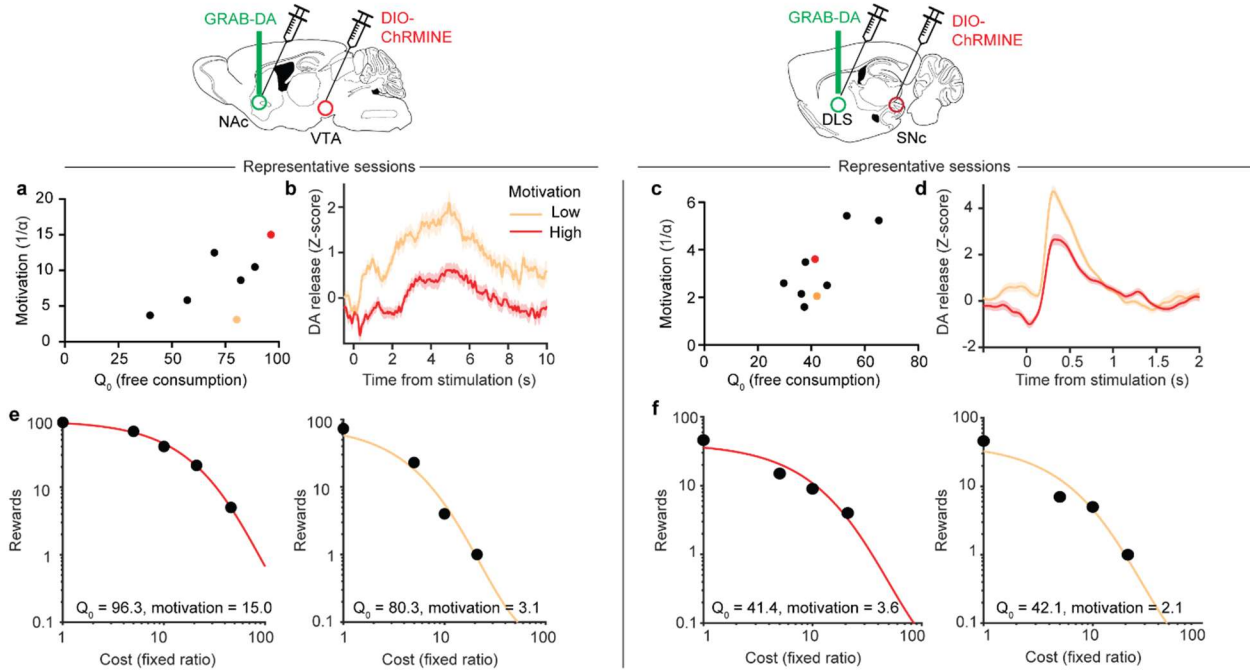 GRAB-DA
DIO-
ChRMINE
NAc
VTA
GRAB-DA
DIO-
ChRMINE
DLS
SNc
Representative sessions
Representative sessions
a
Motivation (1/α)
20
15
10
5
0
0 25 50 75 100
Q0 (free consumption)
b
DA release (Z-score)
2
1
0
0 2 4 6 8 10
Time from stimulation (s)
Motivation
Low
High
c
Motivation (1/α)
6
4
2
0
0 20 40 60 80
Q0 (free consumption)
d
DA release (Z-score)
4
2
0
-2
0 0.5 1 1.5 2
Time from stimulation (s)
e
Rewards
100
10
1
0.1
1 10 100
Q0 = 96.3, motivation = 15.0
Cost (fixed ratio)
Rewards
100
10
1
0.1
1 10 100
Q0 = 80.3, motivation = 3.1
Cost (fixed ratio)
f
Rewards
100
10
1
0.1
1 10 100
Q0 = 41.4, motivation = 3.6
Cost (fixed ratio)
Rewards
100
10
1
0.1
1 10 100
Q0 = 42.1, motivation = 2.1
Cost (fixed ratio)